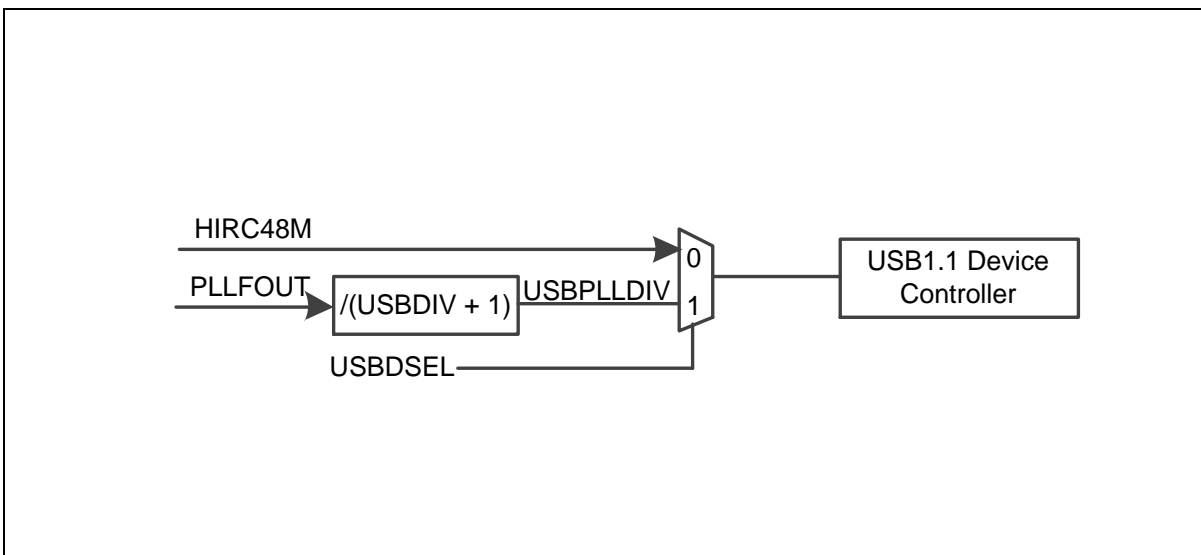 HIRC48M
PLLFOUT
/(USBDIV + 1)
USBPLLDIV
0
1
USBDSEL
USB1.1 Device
Controller